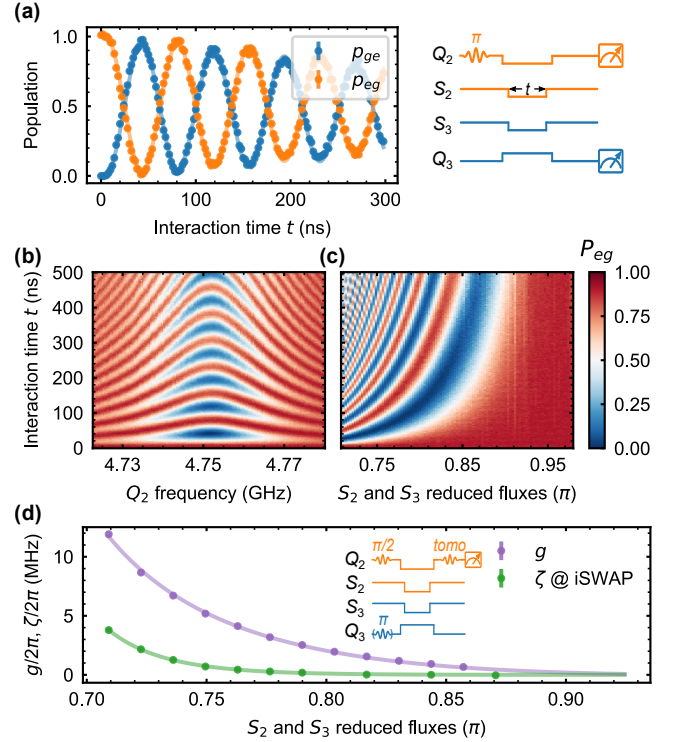 (a)
1.0
0.5
0.0
Population
0
100
200
300
Interaction time t (ns)
p_ge
p_eg
Q_2
π
S_2
t
S_3
Q_3
(b)
(c)
P_eg
500
400
300
200
100
0
Interaction time t (ns)
4.73
4.75
4.77
Q_2 frequency (GHz)
0.75
0.85
0.95
S_2 and S_3 reduced fluxes (π)
1.00
0.75
0.50
0.25
0.00
(d)
10
5
0
g/2π, ζ/2π (MHz)
π/2
tomo
Q_2
S_2
S_3
π
Q_3
g
ζ @ iSWAP
0.70
0.75
0.80
0.85
0.90
S_2 and S_3 reduced fluxes (π)